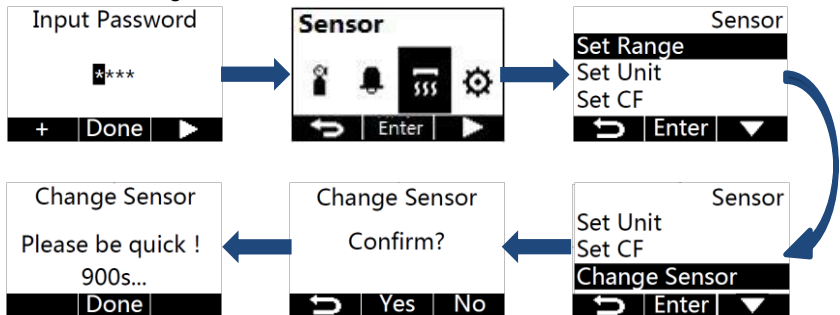 Input Password
****
+ Done
Sensor
Enter
Sensor
Set Range
Set Unit
Set CF
Enter
Sensor
Set Unit
Set CF
Change Sensor
Enter
Change Sensor
Confirm?
Yes No
Change Sensor
Please be quick !
900s...
Done